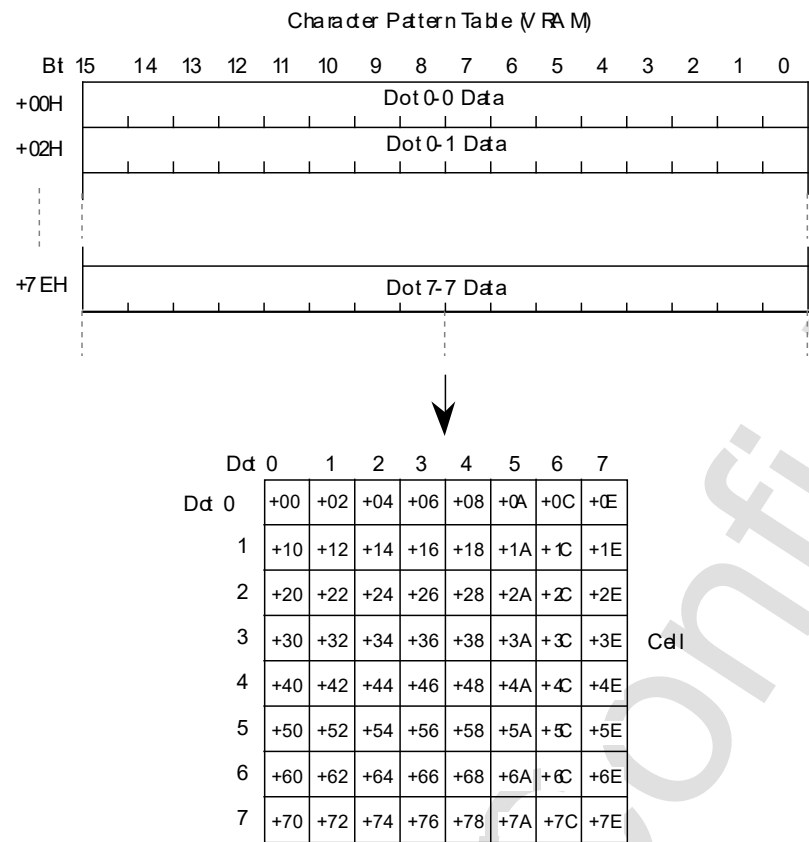 Character Pattern Table (VRAM)
Bit 15 14 13 12 11 10 9 8 7 6 5 4 3 2 1 0
+00H Dot 0-0 Data
+02H Dot 0-1 Data
+7EH Dot 7-7 Data
Dot 0 1 2 3 4 5 6 7
Dot 0 +00 +02 +04 +06 +08 +0A +0C +0E
1 +10 +12 +14 +16 +18 +1A +1C +1E
2 +20 +22 +24 +26 +28 +2A +2C +2E
3 +30 +32 +34 +36 +38 +3A +3C +3E Cell
4 +40 +42 +44 +46 +48 +4A +4C +4E
5 +50 +52 +54 +56 +58 +5A +5C +5E
6 +60 +62 +64 +66 +68 +6A +6C +6E
7 +70 +72 +74 +76 +78 +7A +7C +7E